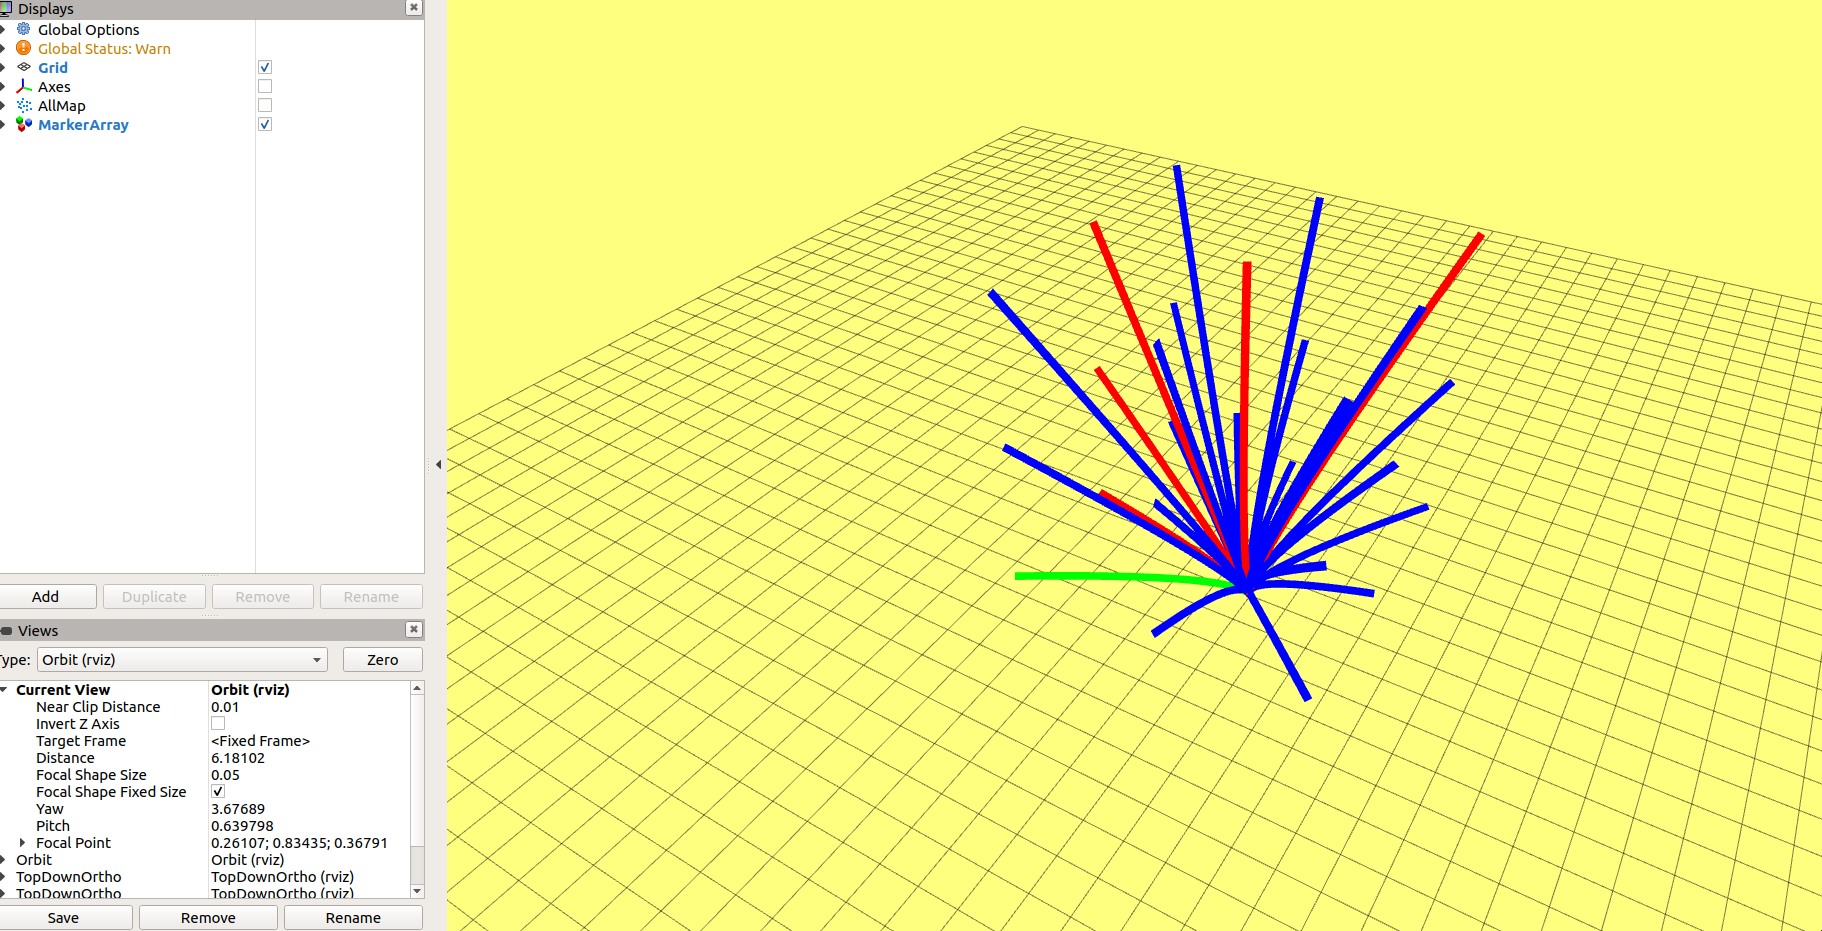 Displays
Global Options
Global Status: Warn
Grid
Axes
AllMap
MarkerArray
Add Duplicate Remove Rename
Views
ype: Orbit (rviz) Zero
Current View Orbit (rviz)
Near Clip Distance 0.01
Invert Z Axis
Target Frame <Fixed Frame>
Distance 6.18102
Focal Shape Size 0.05
Focal Shape Fixed Size
Yaw 3.67689
Pitch 0.639798
Focal Point 0.26107; 0.83435; 0.36791
Orbit Orbit (rviz)
TopDownOrtho TopDownOrtho (rviz)
TopDownOrtho TopDownOrtho (rviz)
Save Remove Rename